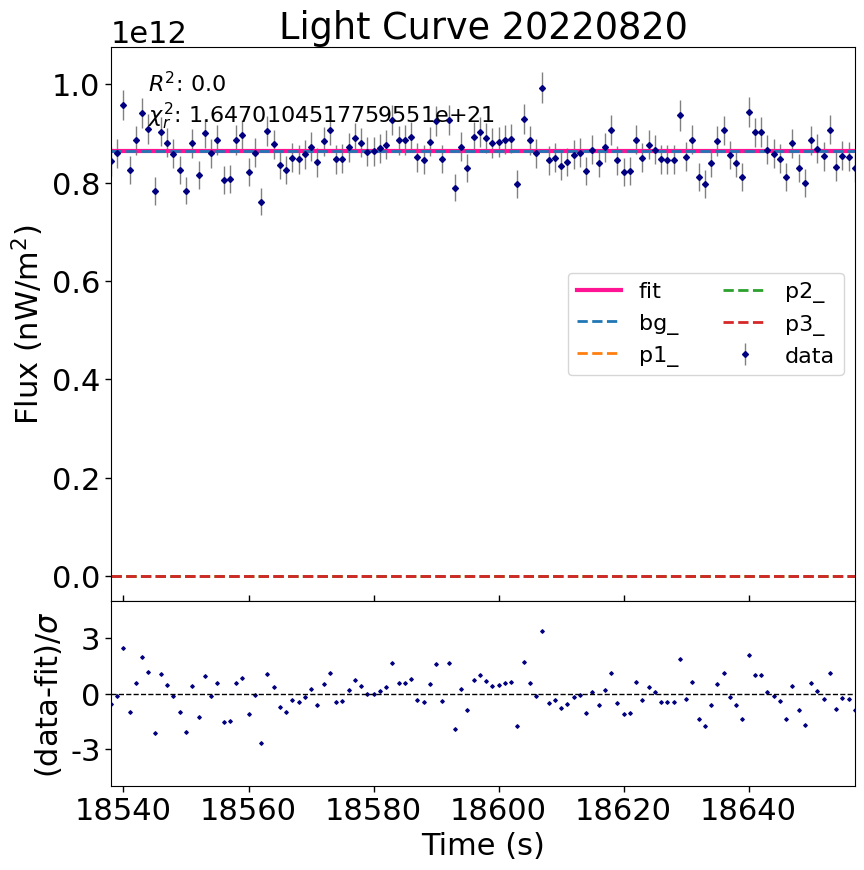 Light Curve 20220820
1e12
R²: 0.0
χ²ᵣ: 1.6470104517759551e+21
1.0
0.8
0.6
0.4
0.2
0.0
Flux (nW/m²)
fit
bg_
p1_
p2_
p3_
data
3
0
-3
(data-fit)/σ
18540 18560 18580 18600 18620 18640
Time (s)